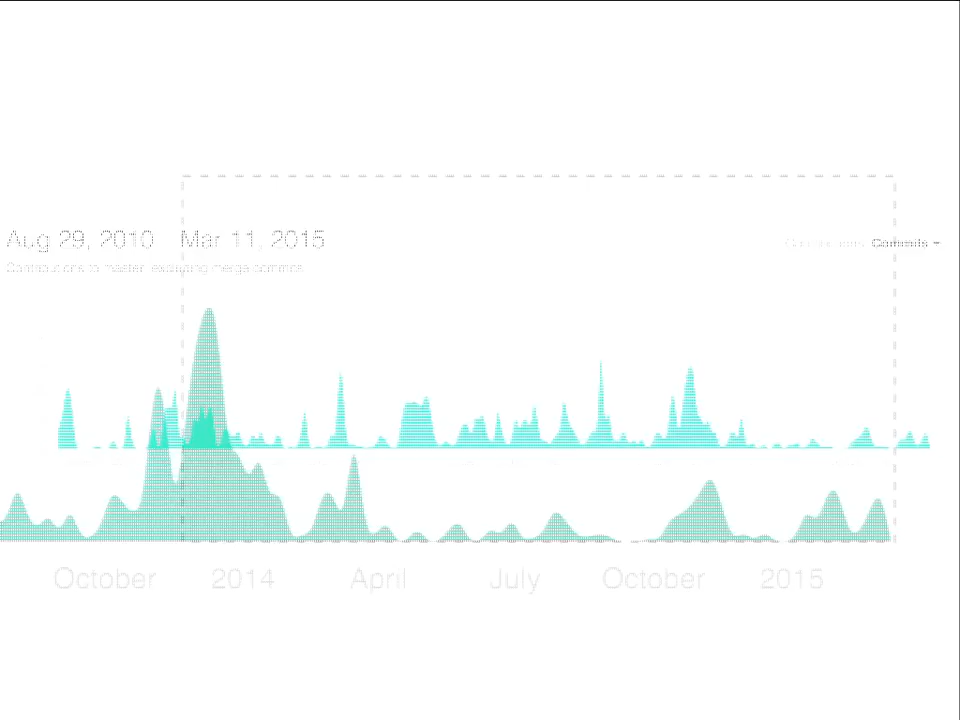 Aug 29, 2010 Mar 11, 2015
Commits
Contributions to master, excluding merge commits
October 2014 April July October 2015